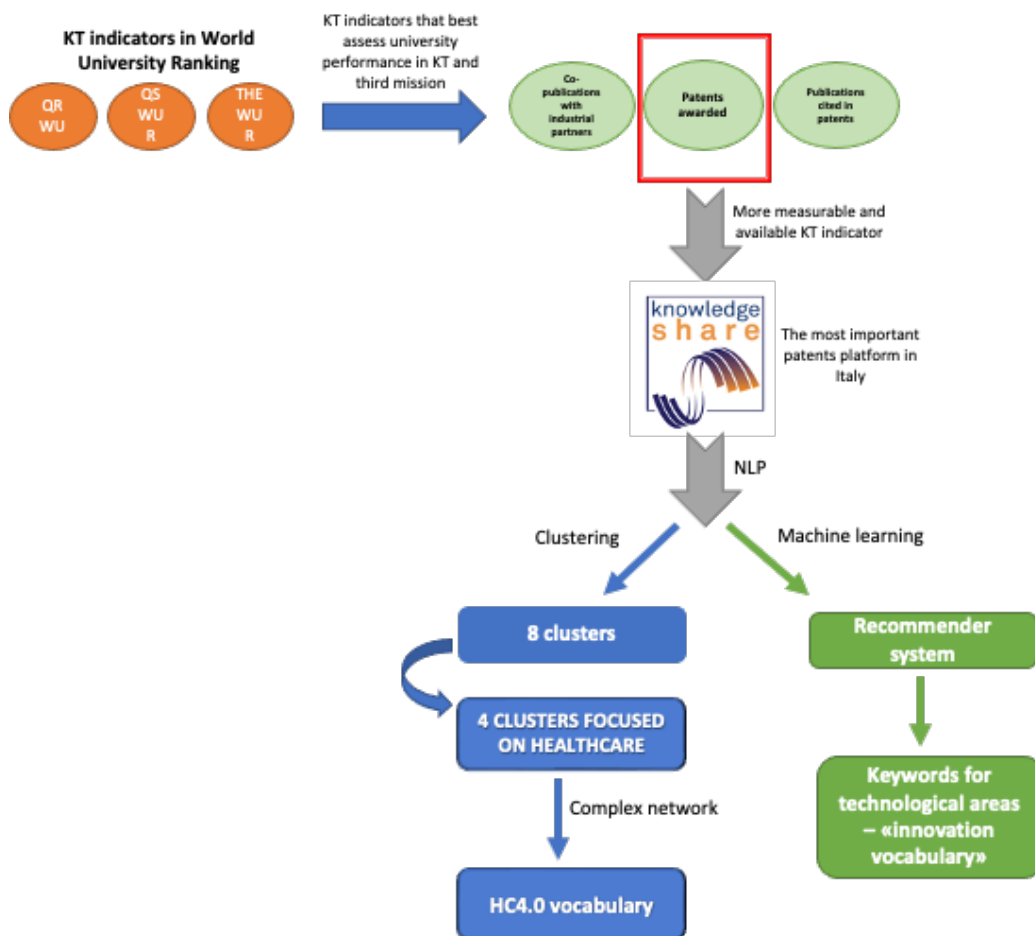 KT indicators in World
University Ranking
QR
WU
QS
WU
R
THE
WU
R
KT indicators that best
assess university
performance in KT and
third mission
Co-
publications
with
industrial
partners
Patents
awarded
Publications
cited in
patents
More measurable and
available KT indicator
knowledge
share
The most important
patents platform in
Italy
NLP
Clustering
Machine learning
8 clusters
Recommender
system
4 CLUSTERS FOCUSED
ON HEALTHCARE
Keywords for
technological areas
– «innovation
vocabulary»
Complex network
HC4.0 vocabulary